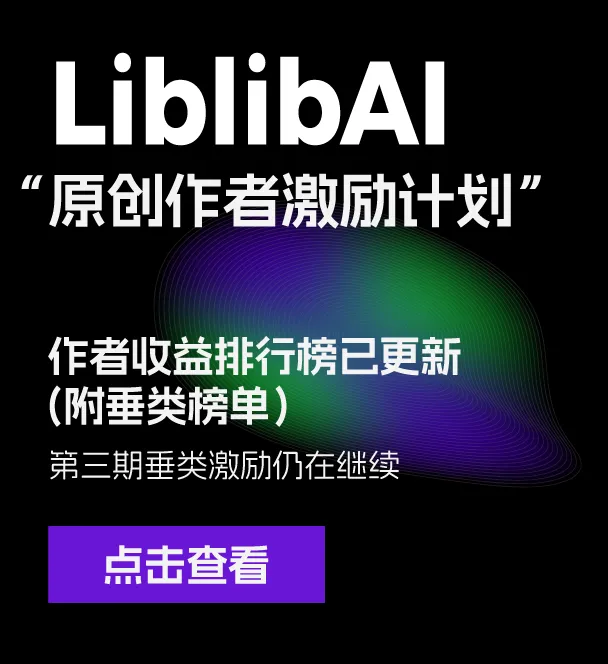 LiblibAI
“原创作者激励计划”
作者收益排行榜已更新
(附垂类榜单)
第三期垂类激励仍在继续
点击查看